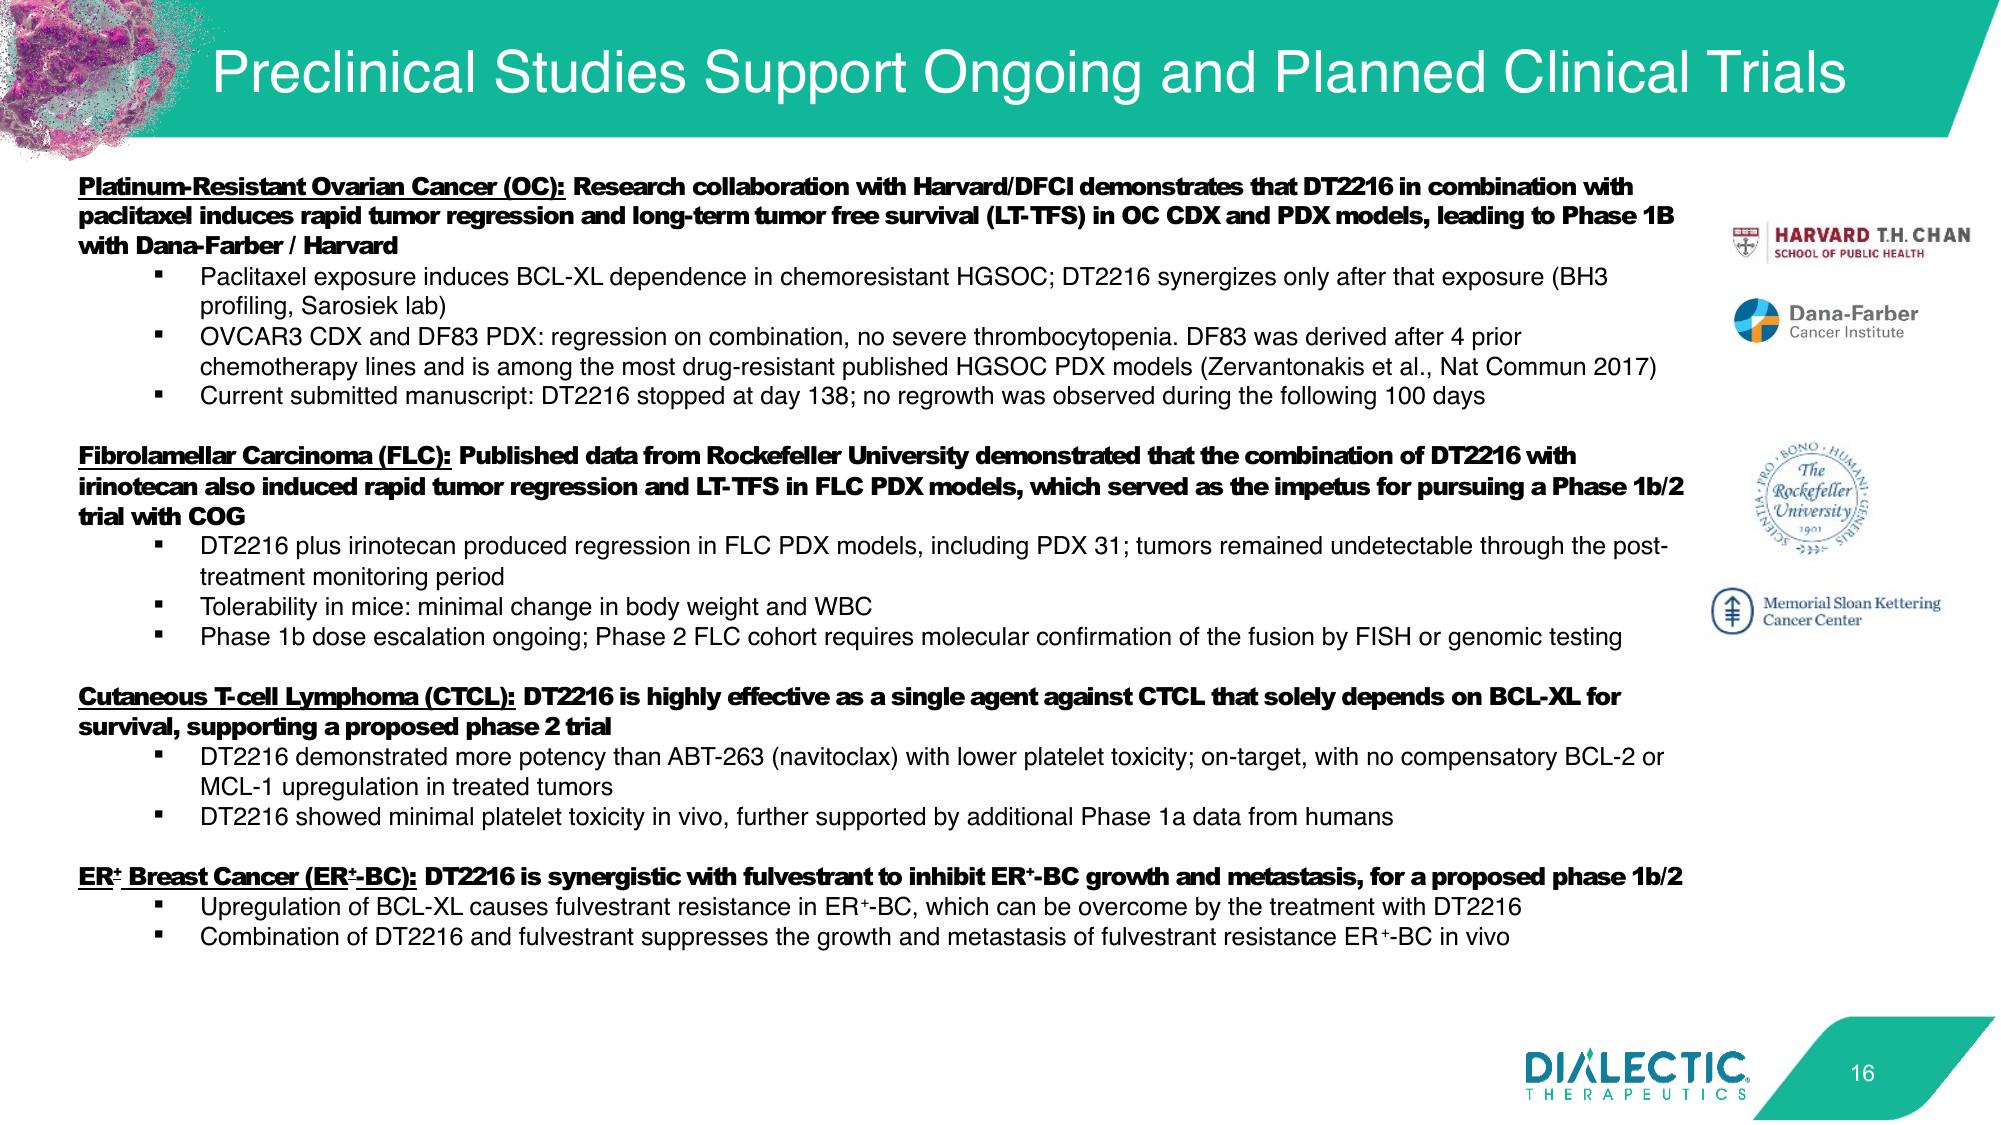 Preclinical Studies Support Ongoing and Planned Clinical Trials
Platinum-Resistant Ovarian Cancer (OC): Research collaboration with Harvard/DFCI demonstrates that DT2216 in combination with
paclitaxel induces rapid tumor regression and long-term tumor free survival (LT-TFS) in OC CDX and PDX models, leading to Phase 1B
with Dana-Farber / Harvard
▪ Paclitaxel exposure induces BCL-XL dependence in chemoresistant HGSOC; DT2216 synergizes only after that exposure (BH3
profiling, Sarosiek lab)
▪ OVCAR3 CDX and DF83 PDX: regression on combination, no severe thrombocytopenia. DF83 was derived after 4 prior
chemotherapy lines and is among the most drug-resistant published HGSOC PDX models (Zervantonakis et al., Nat Commun 2017)
▪ Current submitted manuscript: DT2216 stopped at day 138; no regrowth was observed during the following 100 days
HARVARD T.H. CHAN
SCHOOL OF PUBLIC HEALTH
Dana-Farber
Cancer Institute
Fibrolamellar Carcinoma (FLC): Published data from Rockefeller University demonstrated that the combination of DT2216 with
irinotecan also induced rapid tumor regression and LT-TFS in FLC PDX models, which served as the impetus for pursuing a Phase 1b/2
trial with COG
▪ DT2216 plus irinotecan produced regression in FLC PDX models, including PDX 31; tumors remained undetectable through the post-
treatment monitoring period
▪ Tolerability in mice: minimal change in body weight and WBC
▪ Phase 1b dose escalation ongoing; Phase 2 FLC cohort requires molecular confirmation of the fusion by FISH or genomic testing
SCIENTIA · PRO · BONO · HUMANI · GENERIS
The
Rockefeller
University
1901
Memorial Sloan Kettering
Cancer Center
Cutaneous T-cell Lymphoma (CTCL): DT2216 is highly effective as a single agent against CTCL that solely depends on BCL-XL for
survival, supporting a proposed phase 2 trial
▪ DT2216 demonstrated more potency than ABT-263 (navitoclax) with lower platelet toxicity; on-target, with no compensatory BCL-2 or
MCL-1 upregulation in treated tumors
▪ DT2216 showed minimal platelet toxicity in vivo, further supported by additional Phase 1a data from humans
ER⁺ Breast Cancer (ER⁺-BC): DT2216 is synergistic with fulvestrant to inhibit ER⁺-BC growth and metastasis, for a proposed phase 1b/2
▪ Upregulation of BCL-XL causes fulvestrant resistance in ER⁺-BC, which can be overcome by the treatment with DT2216
▪ Combination of DT2216 and fulvestrant suppresses the growth and metastasis of fulvestrant resistance ER⁺-BC in vivo
DIALECTIC
THERAPEUTICS
16